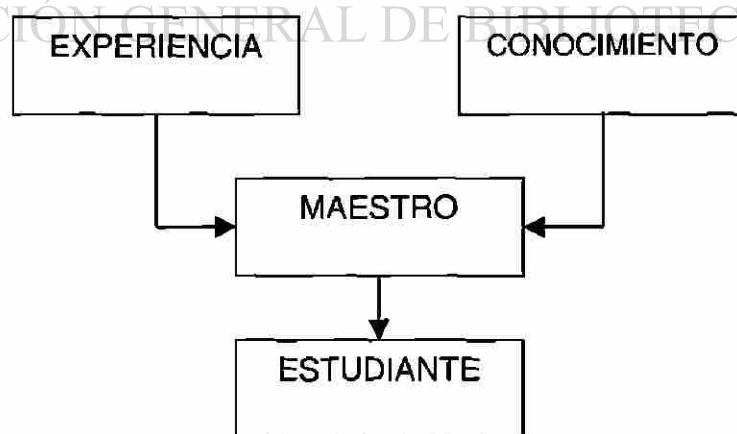 CIÓN GENERAL DE BIBLIOTEC
EXPERIENCIA
CONOCIMIENTO
MAESTRO
ESTUDIANTE